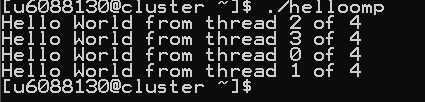 [u6088130@cluster ~]$ ./helloomp
Hello World from thread 2 of 4
Hello World from thread 3 of 4
Hello World from thread 0 of 4
Hello World from thread 1 of 4
[u6088130@cluster ~]$